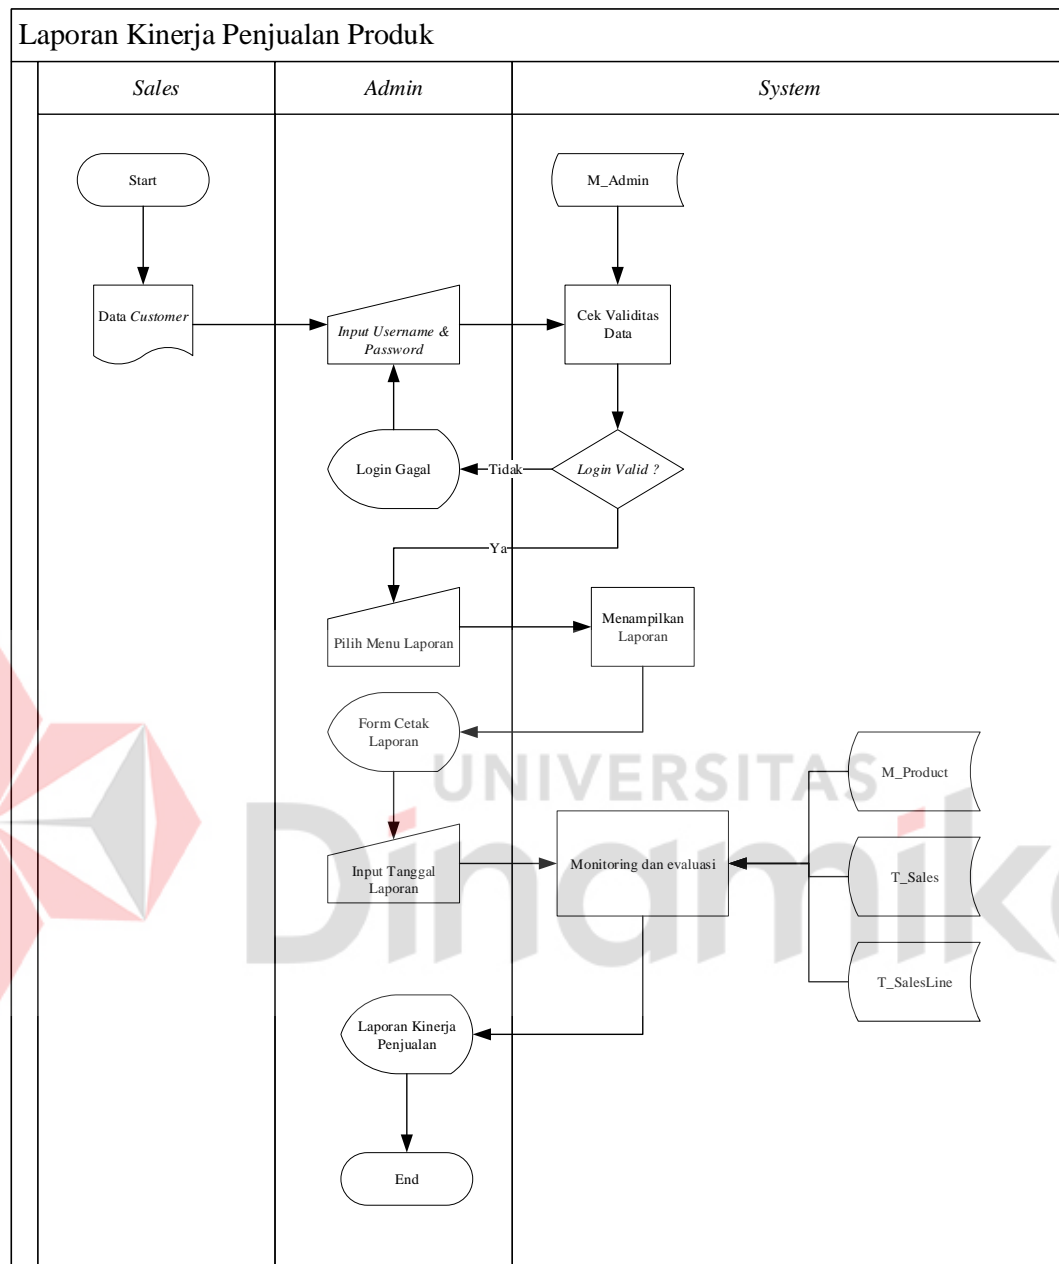 Laporan Kinerja Penjualan Produk
Sales
Admin
System
Start
M_Admin
Data Customer
Input Username &
Password
Cek Validitas
Data
Login Gagal
Tidak
Login Valid ?
Ya
Pilih Menu Laporan
Menampilkan
Laporan
Form Cetak
Laporan
UNIVERSITAS
Dinamika
M_Product
Input Tanggal
Laporan
Monitoring dan evaluasi
T_Sales
T_SalesLine
Laporan Kinerja
Penjualan
End